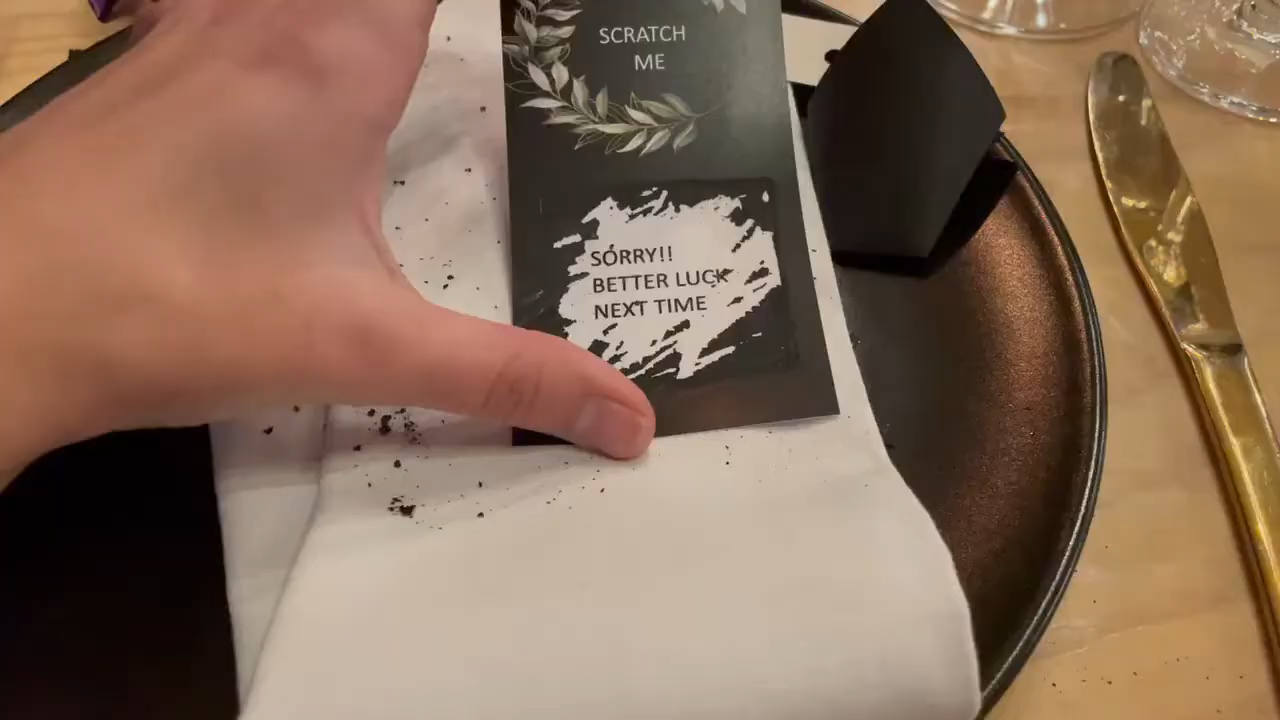 SCRATCH
ME
SORRY!!
BETTER LUCK
NEXT TIME